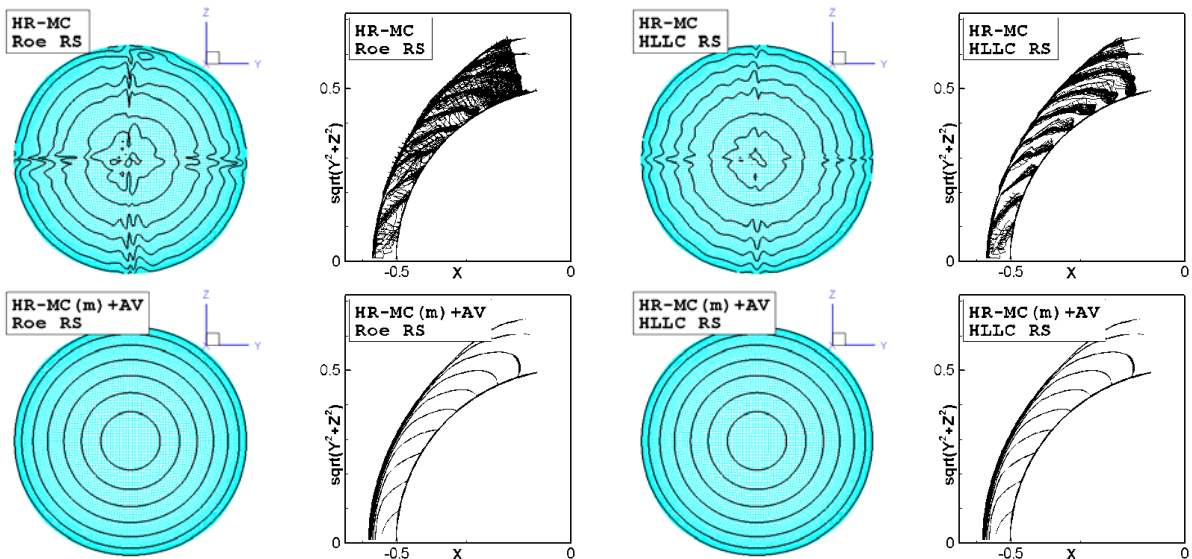 HR-MC
Roe RS
Z
Y
HR-MC
Roe RS
0.5
0
-0.5
0
X
sqrt(Y²+Z²)
HR-MC
HLLC RS
Z
Y
HR-MC
HLLC RS
0.5
0
-0.5
0
X
sqrt(Y²+Z²)
HR-MC(m)+AV
Roe RS
Z
Y
HR-MC(m)+AV
Roe RS
0.5
0
-0.5
0
X
sqrt(Y²+Z²)
HR-MC(m)+AV
HLLC RS
Z
Y
HR-MC(m)+AV
HLLC RS
0.5
0
-0.5
0
X
sqrt(Y²+Z²)